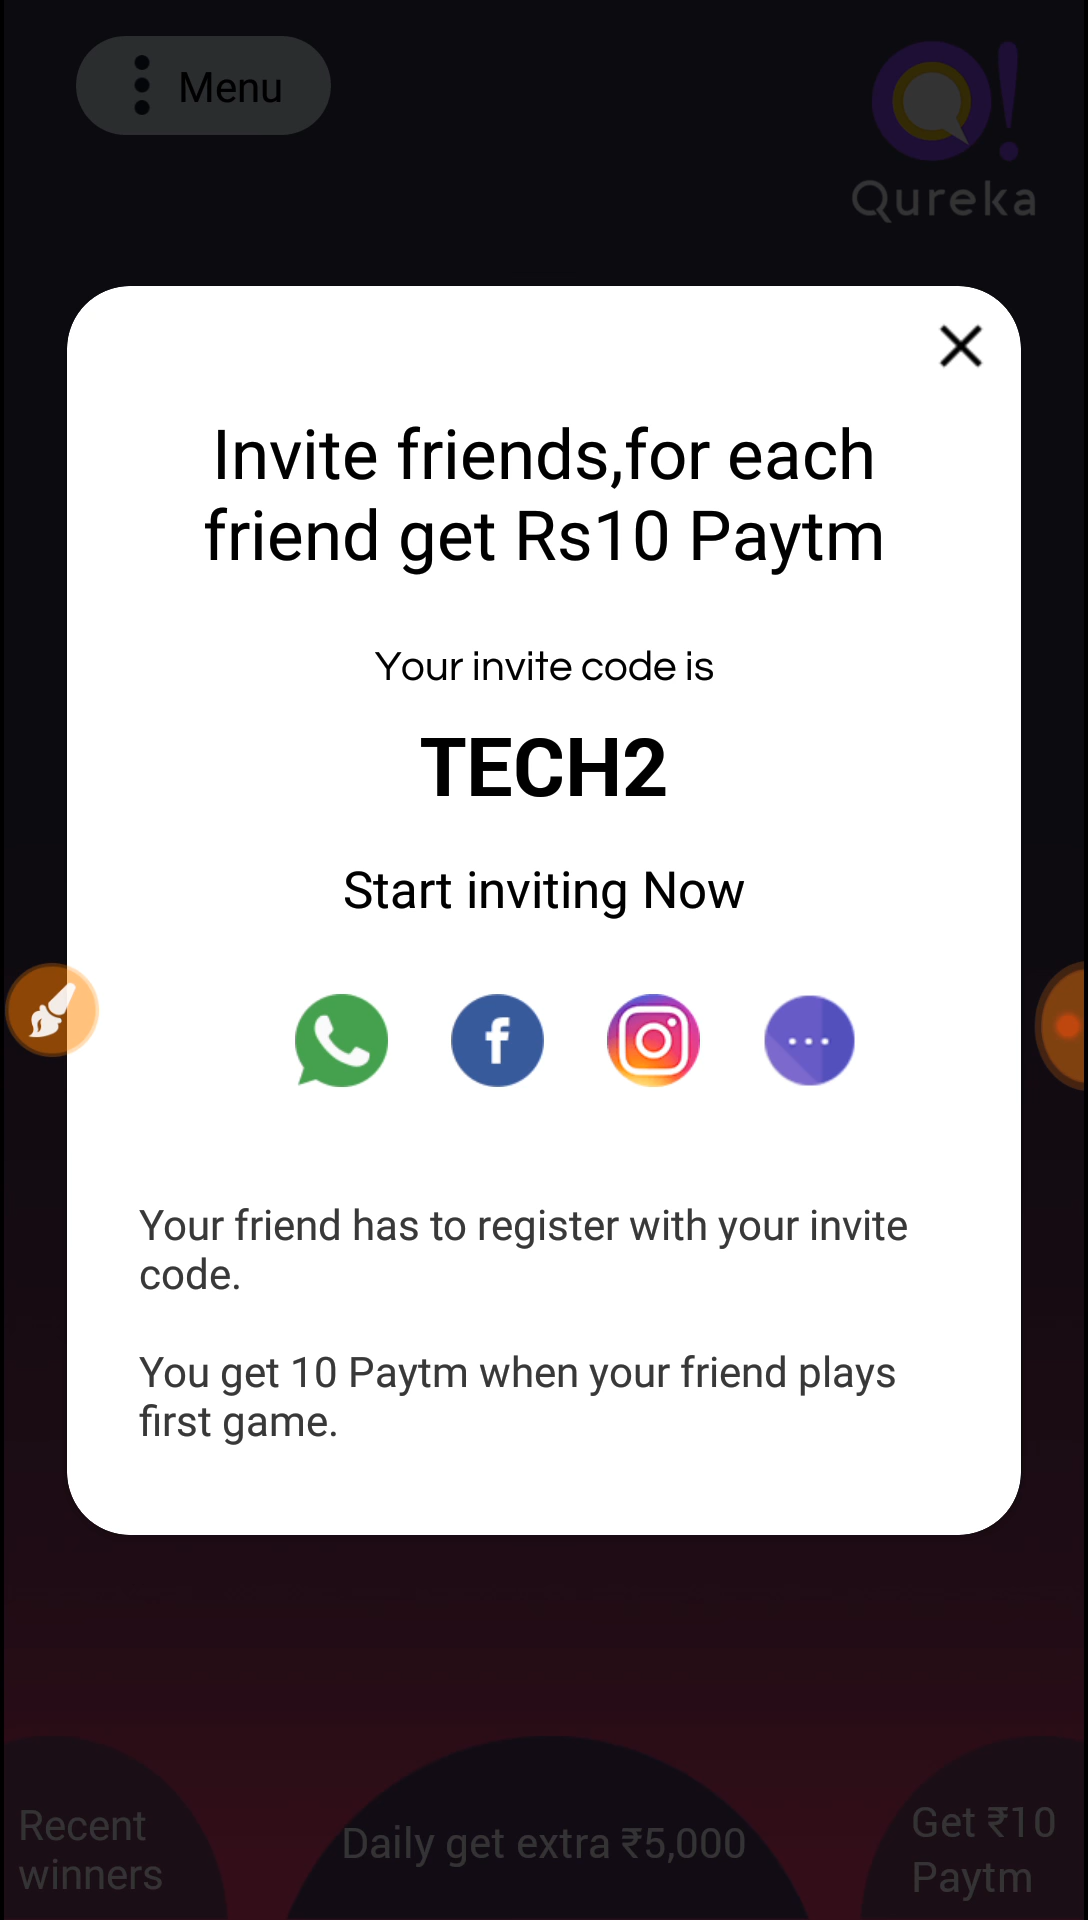 Menu
Qureka
Invite friends,for each
friend get Rs10 Paytm
Your invite code is
TECH2
Start inviting Now
Your friend has to register with your invite
code.
You get 10 Paytm when your friend plays
first game.
Recent
winners
Daily get extra ₹5,000
Get ₹10
Paytm